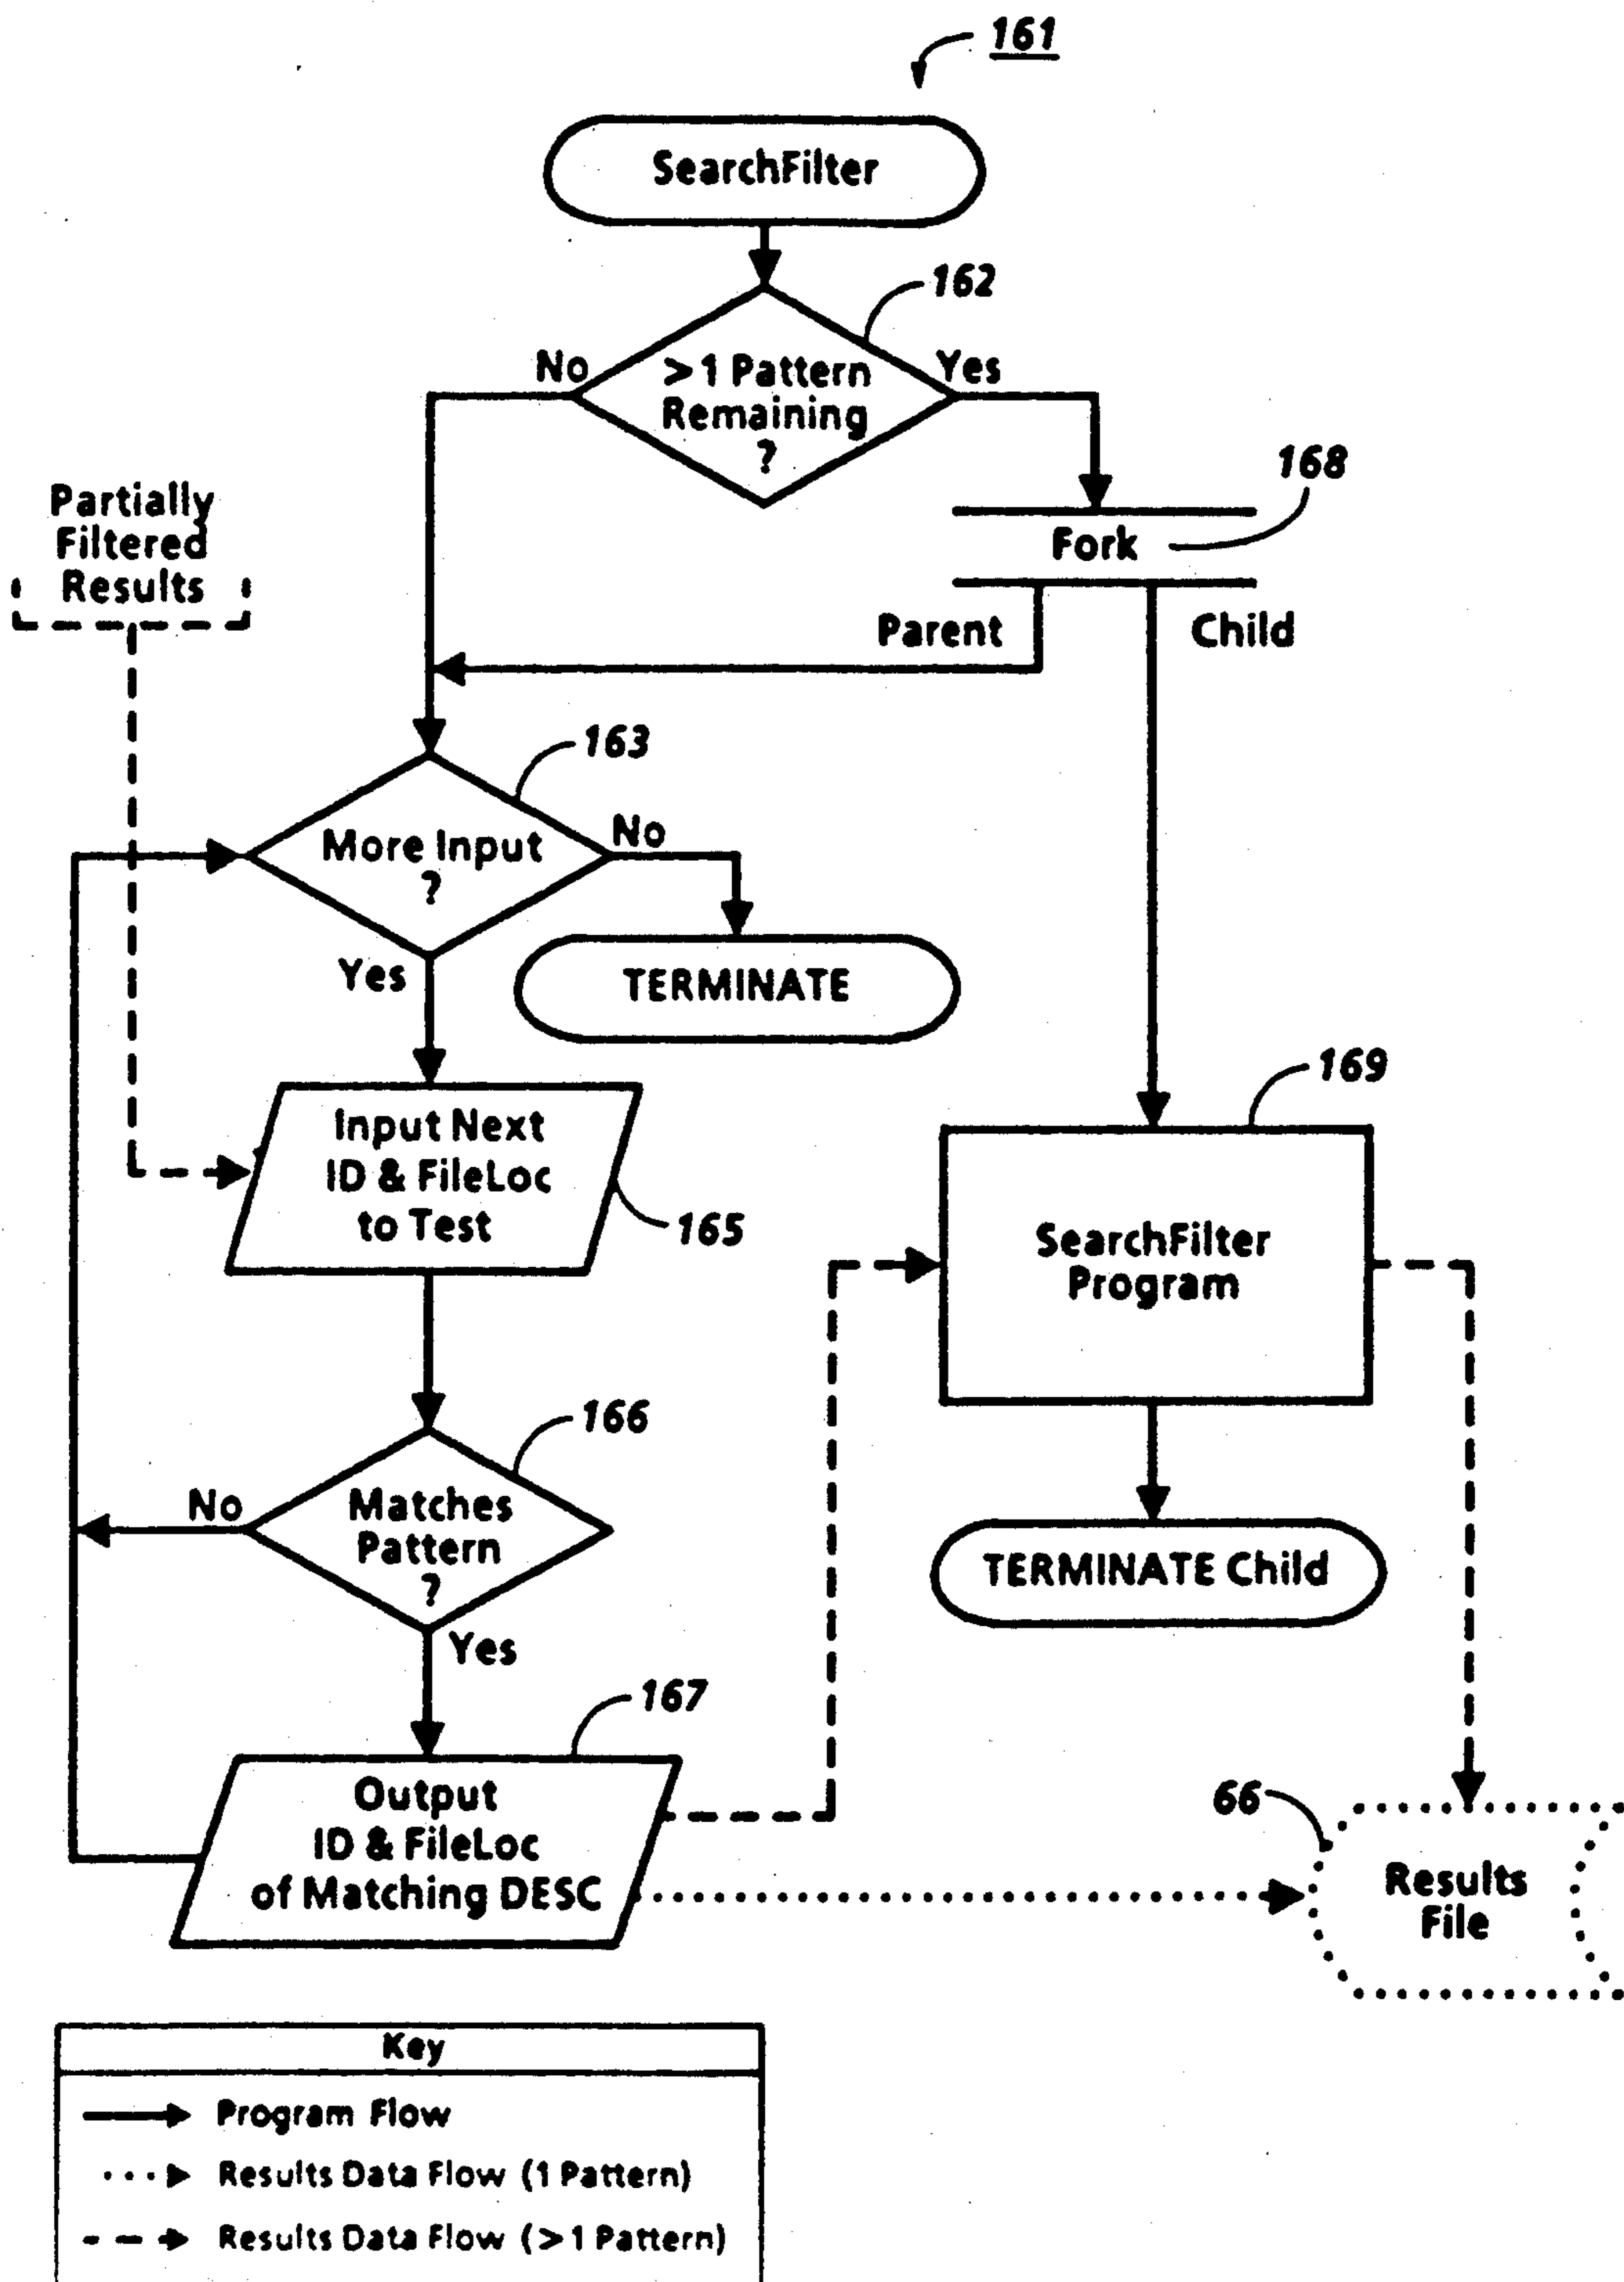 161
SearchFilter
162
No
>1 Pattern
Remaining
?
Yes
168
Partially
Filtered
Results
Fork
Parent
Child
163
More Input
?
No
Yes
TERMINATE
169
Input Next
ID & FileLoc
to Test
165
SearchFilter
Program
166
No
Matches
Pattern
?
Yes
TERMINATE Child
167
Output
ID & FileLoc
of Matching DESC
66
Results
File
Key
Program Flow
Results Data Flow (1 Pattern)
Results Data Flow (>1 Pattern)